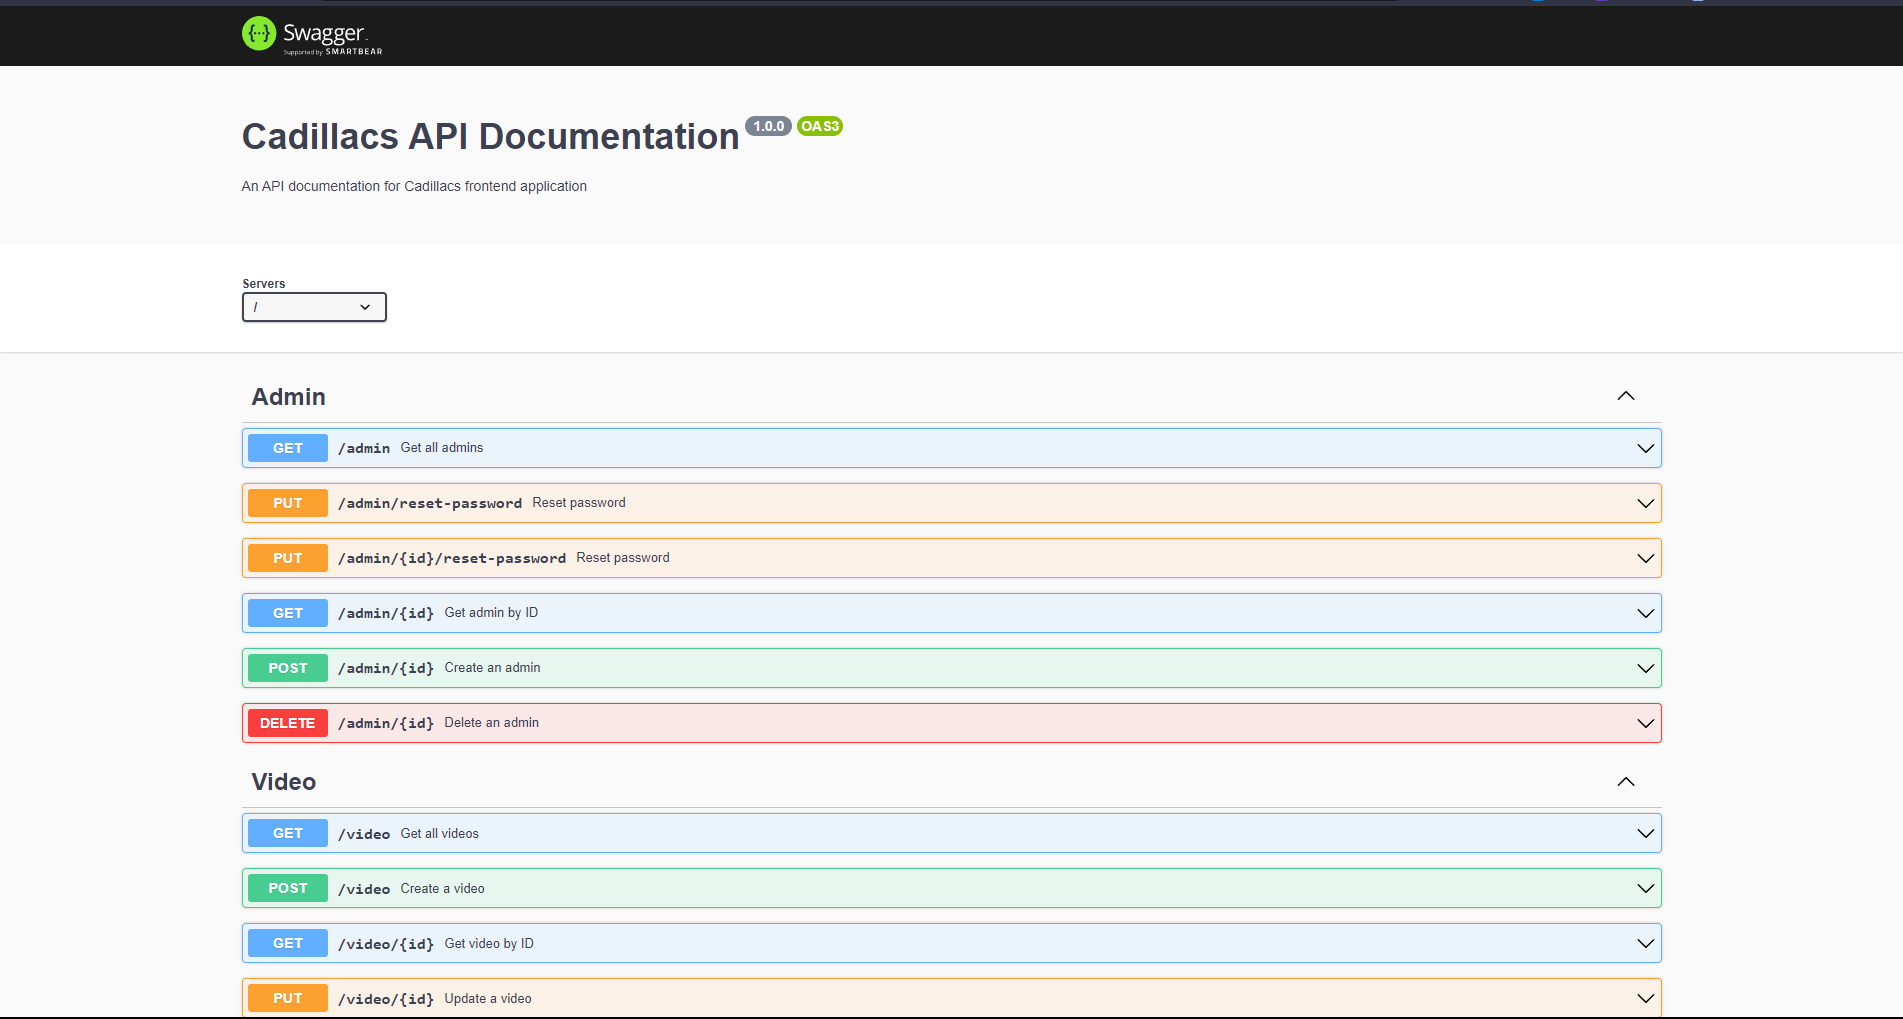 {···} Swagger
Supported by SMARTBEAR
Cadillacs API Documentation 1.0.0 OAS3
An API documentation for Cadillacs frontend application
Servers
/
Admin
GET /admin Get all admins
PUT /admin/reset-password Reset password
PUT /admin/{id}/reset-password Reset password
GET /admin/{id} Get admin by ID
POST /admin/{id} Create an admin
DELETE /admin/{id} Delete an admin
Video
GET /video Get all videos
POST /video Create a video
GET /video/{id} Get video by ID
PUT /video/{id} Update a video